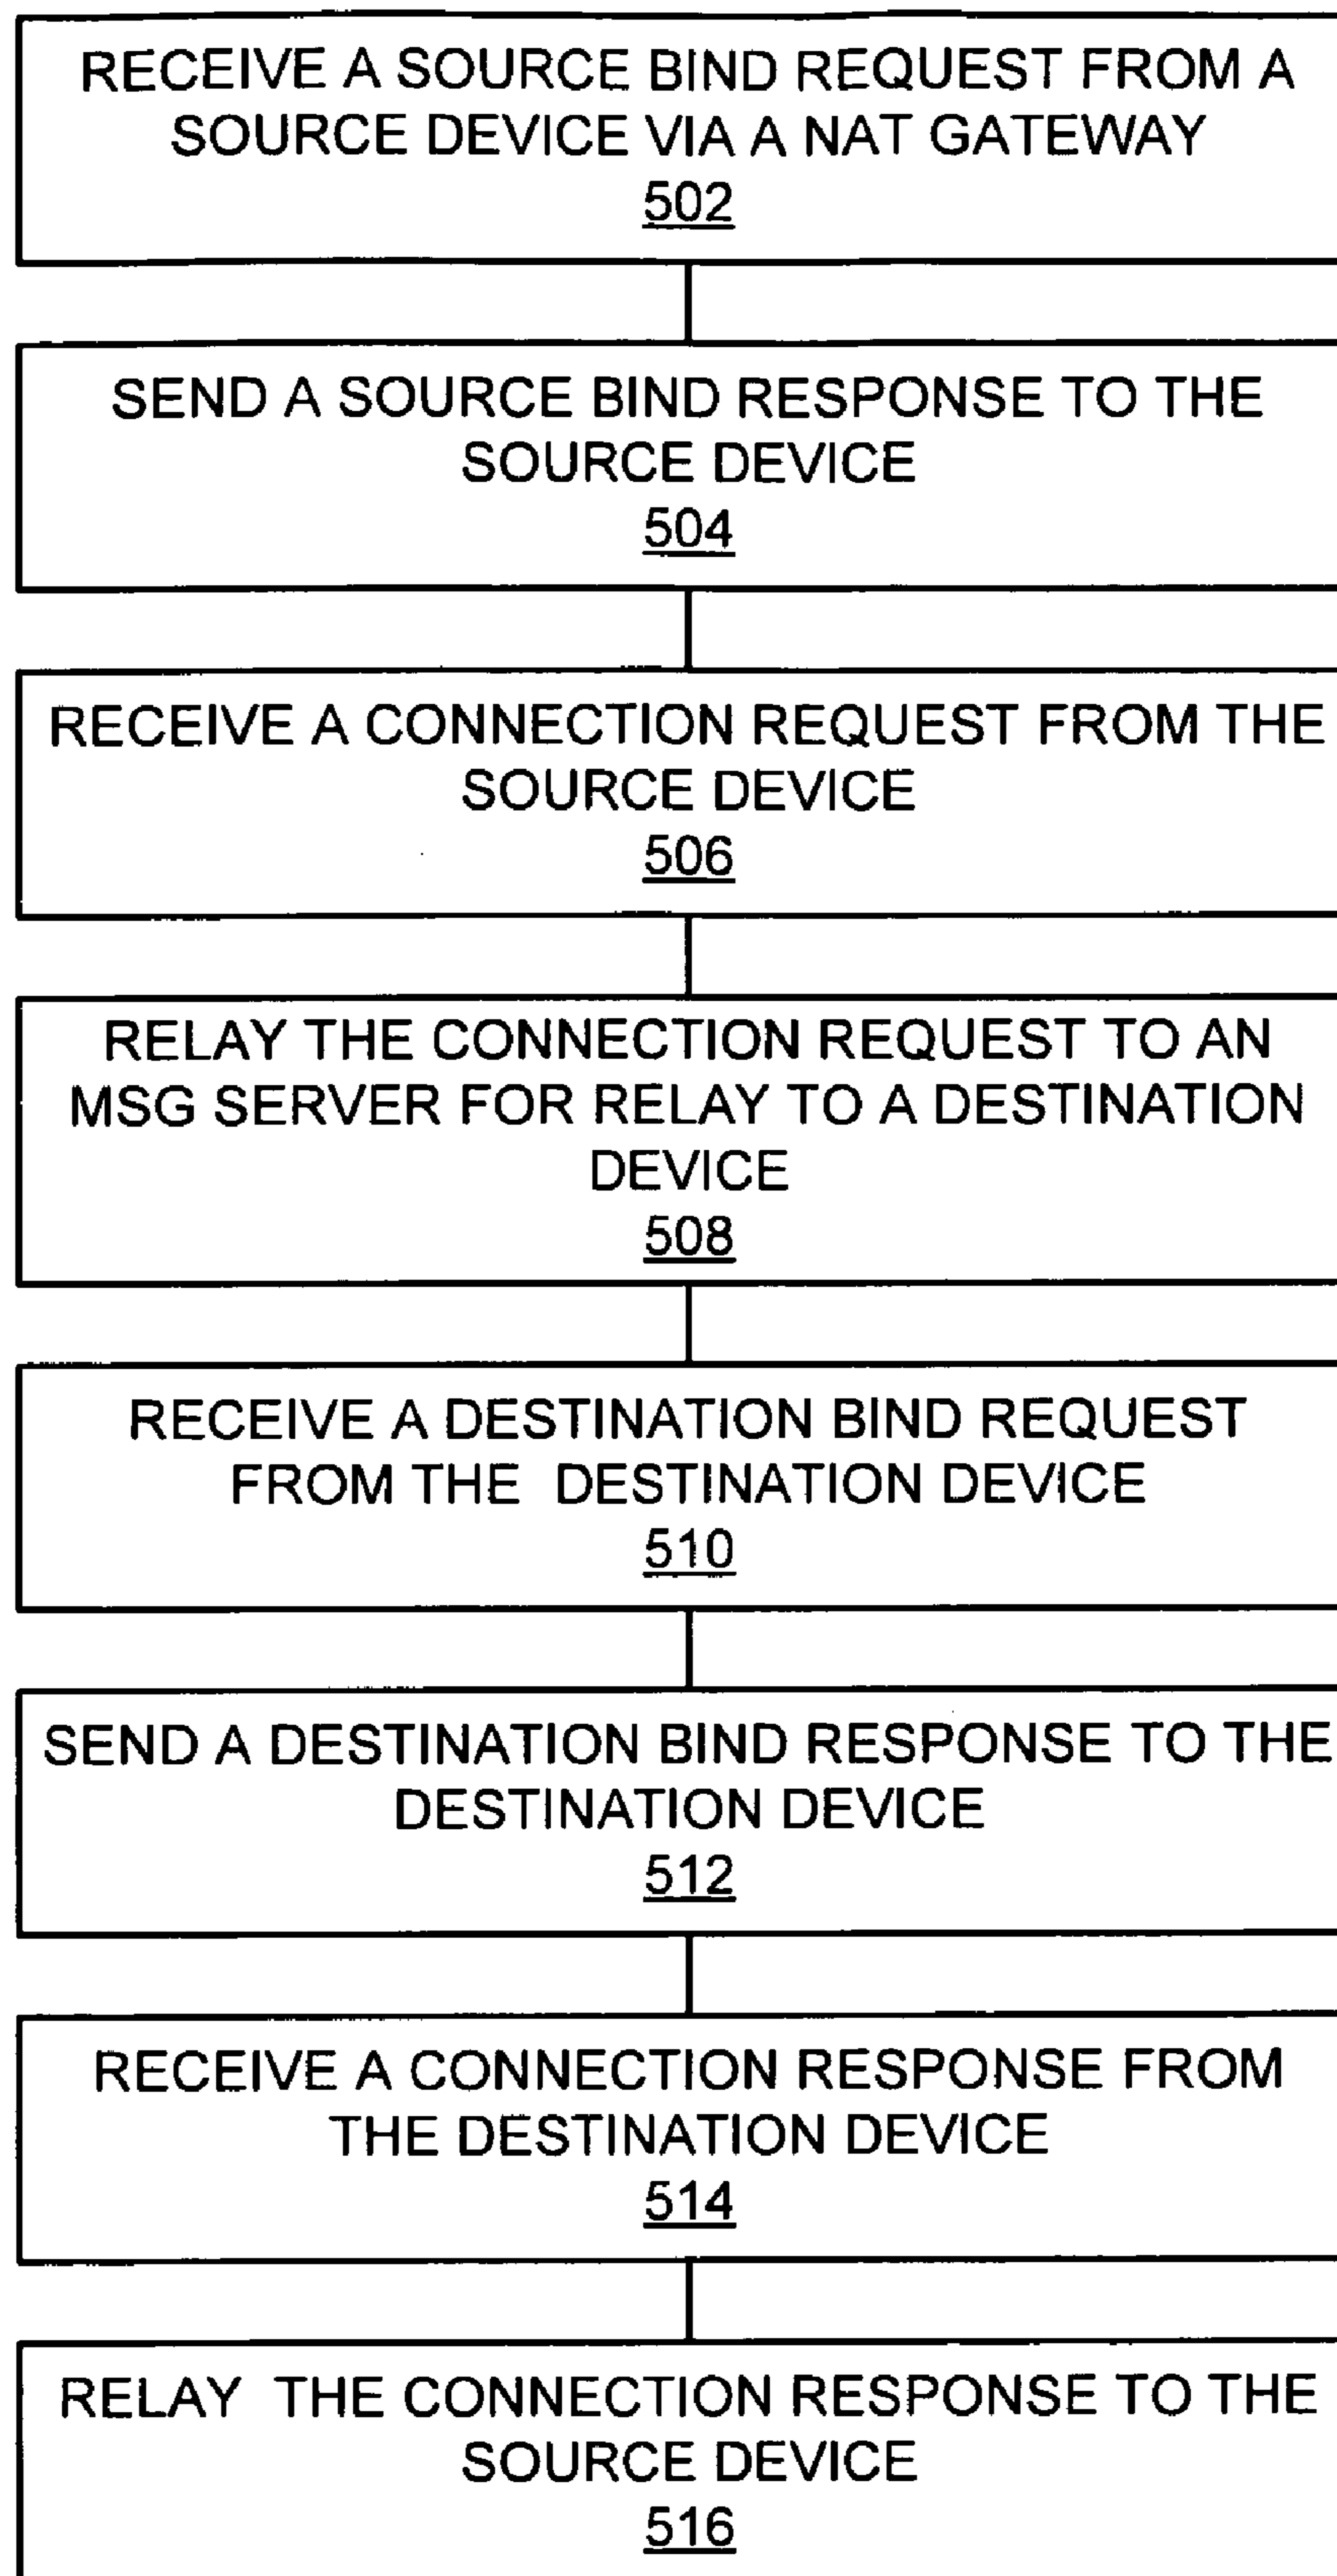 RECEIVE A SOURCE BIND REQUEST FROM A
SOURCE DEVICE VIA A NAT GATEWAY
502
SEND A SOURCE BIND RESPONSE TO THE
SOURCE DEVICE
504
RECEIVE A CONNECTION REQUEST FROM THE
SOURCE DEVICE
506
RELAY THE CONNECTION REQUEST TO AN
MSG SERVER FOR RELAY TO A DESTINATION
DEVICE
508
RECEIVE A DESTINATION BIND REQUEST
FROM THE DESTINATION DEVICE
510
SEND A DESTINATION BIND RESPONSE TO THE
DESTINATION DEVICE
512
RECEIVE A CONNECTION RESPONSE FROM
THE DESTINATION DEVICE
514
RELAY THE CONNECTION RESPONSE TO THE
SOURCE DEVICE
516